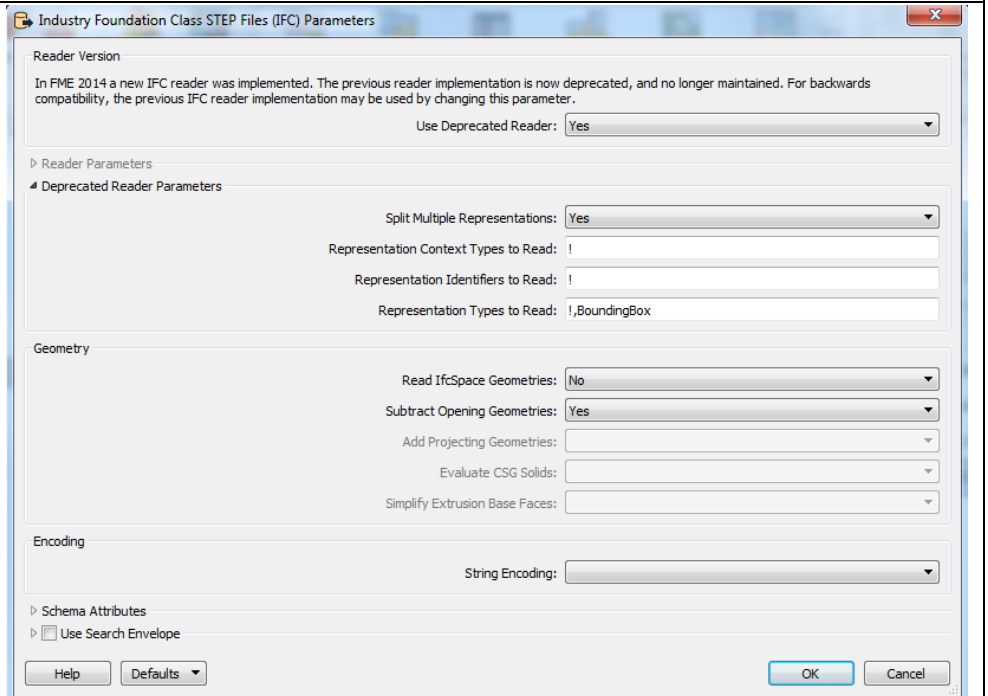 Industry Foundation Class STEP Files (IFC) Parameters
Reader Version
In FME 2014 a new IFC reader was implemented. The previous reader implementation is now deprecated, and no longer maintained. For backwards
compatibility, the previous IFC reader implementation may be used by changing this parameter.
Use Deprecated Reader: Yes
Reader Parameters
Deprecated Reader Parameters
Split Multiple Representations: Yes
Representation Context Types to Read: !
Representation Identifiers to Read: !
Representation Types to Read: !,BoundingBox
Geometry
Read IfcSpace Geometries: No
Subtract Opening Geometries: Yes
Add Projecting Geometries:
Evaluate CSG Solids:
Simplify Extrusion Base Faces:
Encoding
String Encoding:
Schema Attributes
Use Search Envelope
Help Defaults OK Cancel